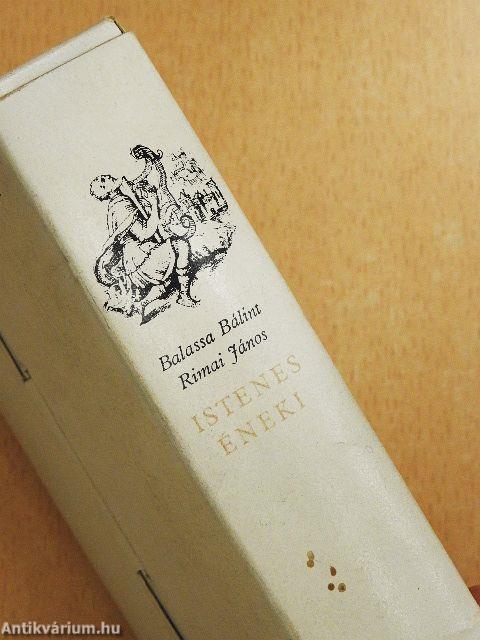 Balassa Bálint
Rimai János
ISTENES
ÉNEKI
Antikvárium.hu